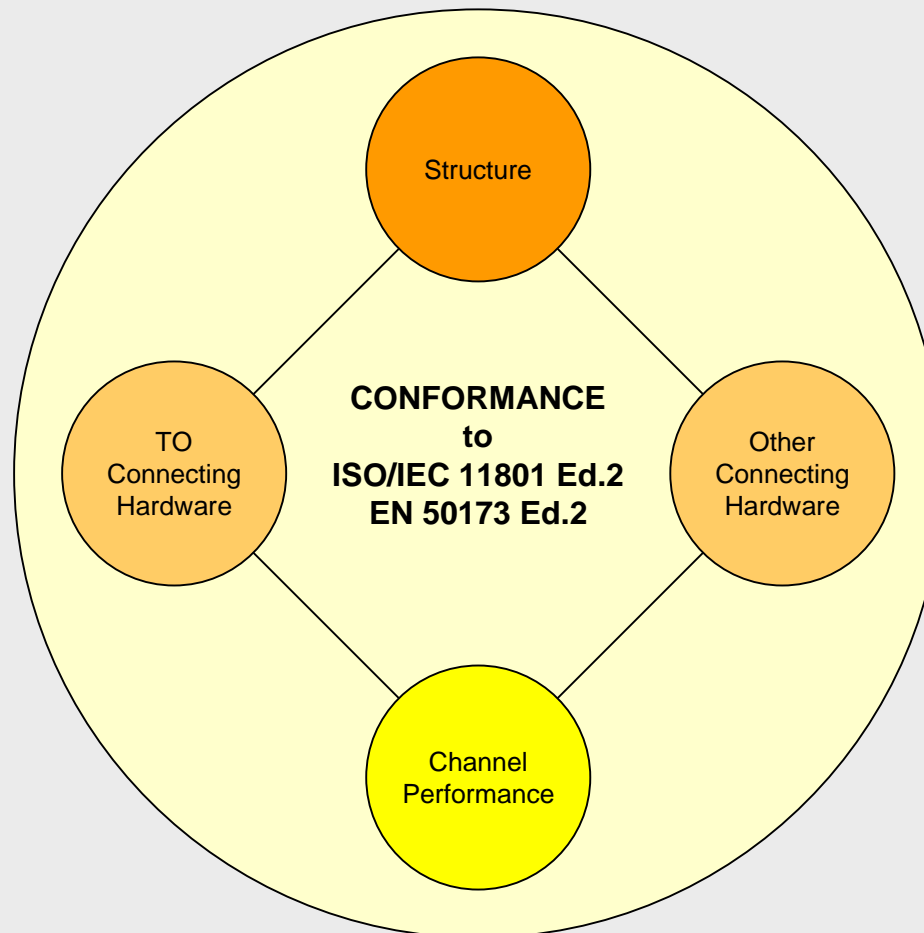 Structure
CONFORMANCE
to
ISO/IEC 11801 Ed.2
EN 50173 Ed.2
TO
Connecting
Hardware
Other
Connecting
Hardware
Channel
Performance